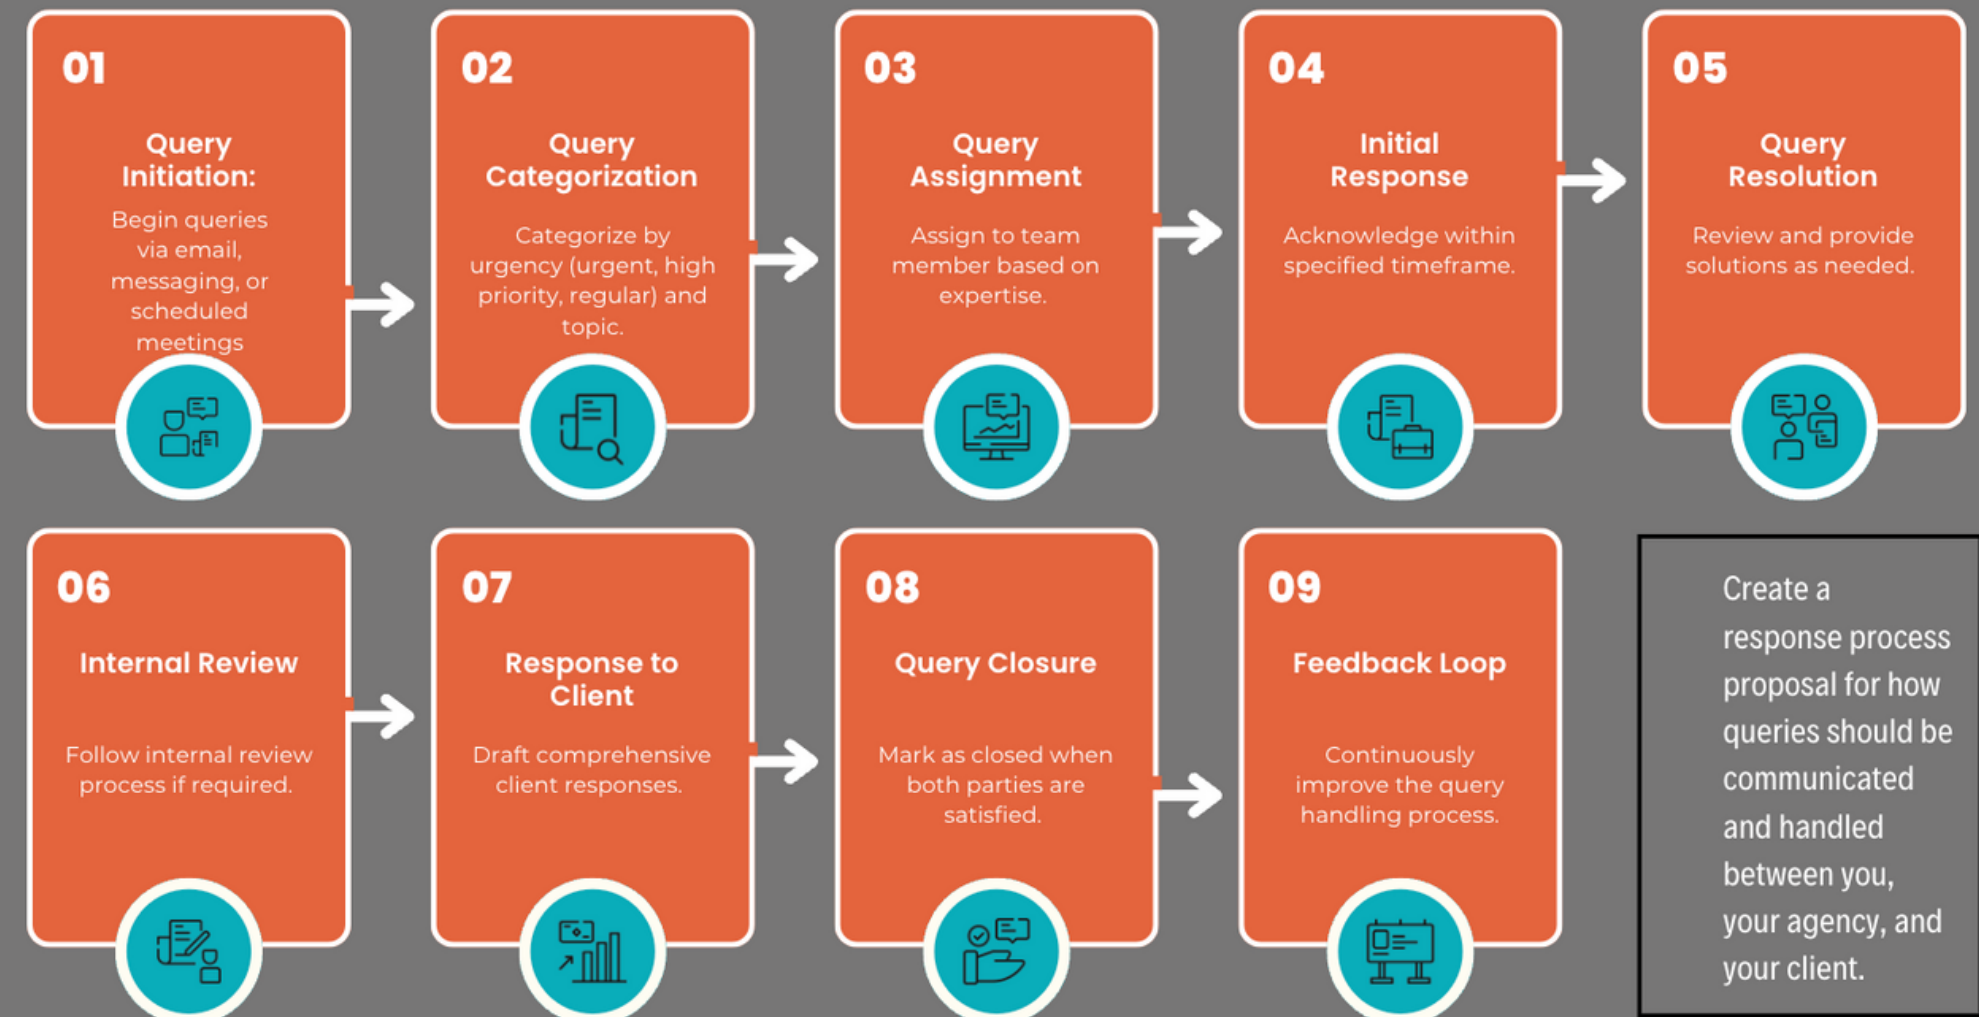 01
Query
Initiation:
Begin queries
via email,
messaging, or
scheduled
meetings
02
Query
Categorization
Categorize by
urgency (urgent, high
priority, regular) and
topic.
03
Query
Assignment
Assign to team
member based on
expertise.
04
Initial
Response
Acknowledge within
specified timeframe.
05
Query
Resolution
Review and provide
solutions as needed.
06
Internal Review
Follow internal review
process if required.
07
Response to
Client
Draft comprehensive
client responses.
08
Query Closure
Mark as closed when
both parties are
satisfied.
09
Feedback Loop
Continuously
improve the query
handling process.
Create a
response process
proposal for how
queries should be
communicated
and handled
between you,
your agency, and
your client.